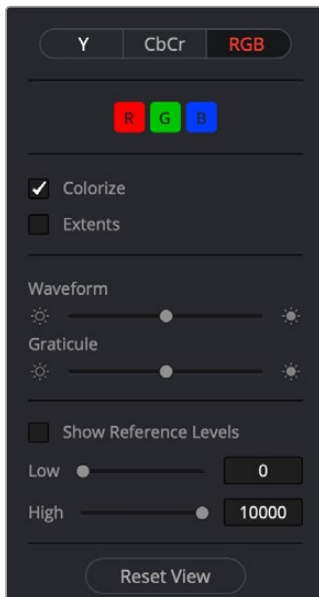 Y CbCr RGB
R G B
Colorize
Extents
Waveform
Graticule
Show Reference Levels
Low 0
High 10000
Reset View